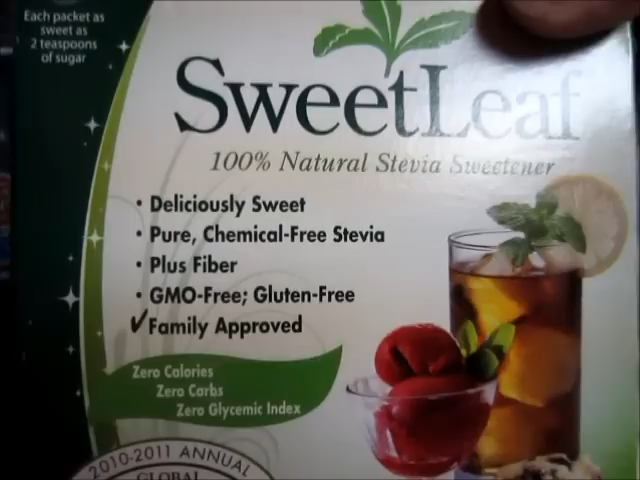 Each packet as
sweet as
2 teaspoons
of sugar
SweetLeaf
100% Natural Stevia Sweetener
• Deliciously Sweet
• Pure, Chemical-Free Stevia
• Plus Fiber
• GMO-Free; Gluten-Free
✓Family Approved
Zero Calories
Zero Carbs
Zero Glycemic Index
2010-2011 ANNUAL
GLOBAL